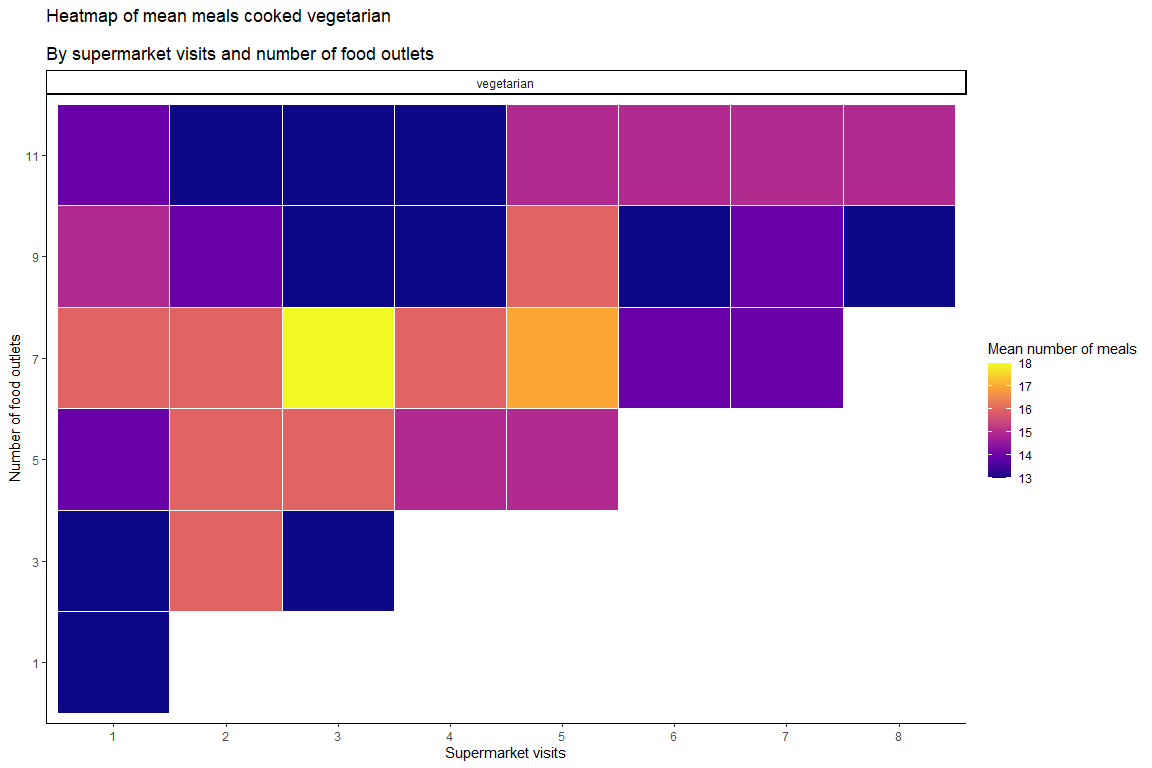 Heatmap of mean meals cooked vegetarian
By supermarket visits and number of food outlets
vegetarian
Number of food outlets
11
9
7
5
3
1
1 2 3 4 5 6 7 8
Supermarket visits
Mean number of meals
18
17
16
15
14
13